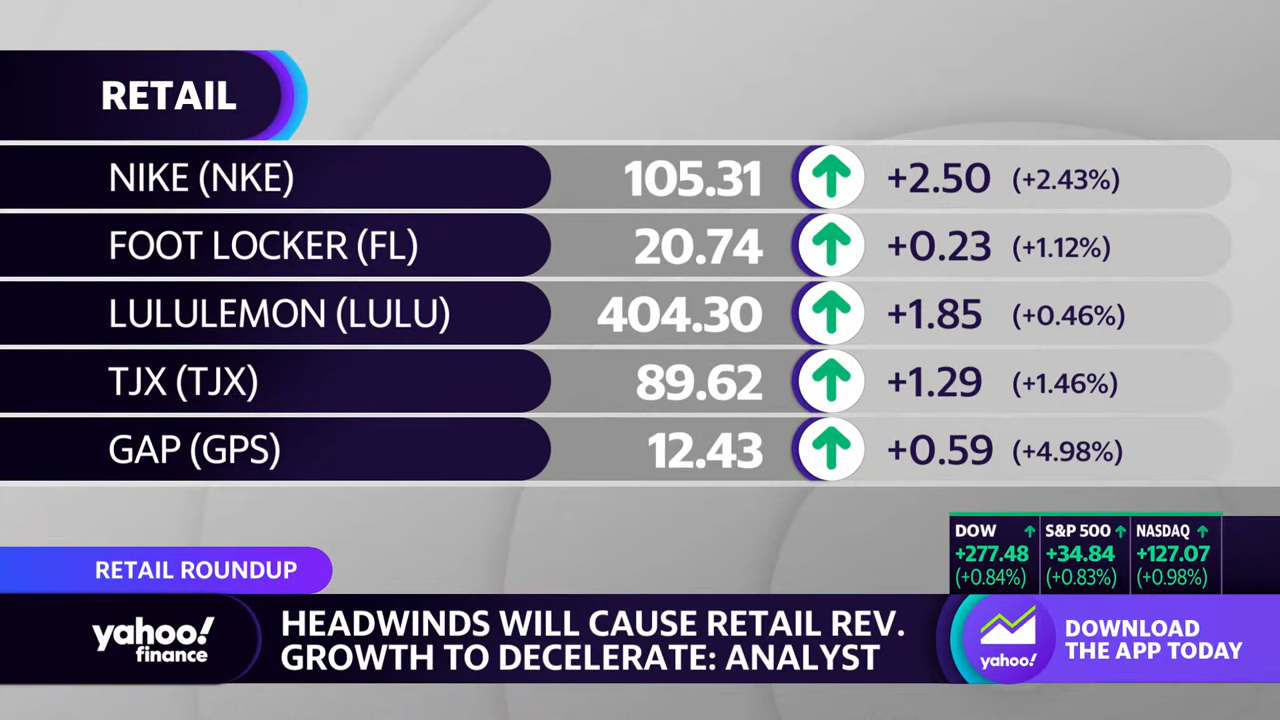 RETAIL
NIKE (NKE) 105.31 +2.50 (+2.43%)
FOOT LOCKER (FL) 20.74 +0.23 (+1.12%)
LULULEMON (LULU) 404.30 +1.85 (+0.46%)
TJX (TJX) 89.62 +1.29 (+1.46%)
GAP (GPS) 12.43 +0.59 (+4.98%)
DOW S&P 500 NASDAQ
+277.48 +34.84 +127.07
(+0.84%) (+0.83%) (+0.98%)
RETAIL ROUNDUP
yahoo!
finance
HEADWINDS WILL CAUSE RETAIL REV.
GROWTH TO DECELERATE: ANALYST
yahoo!
DOWNLOAD
THE APP TODAY